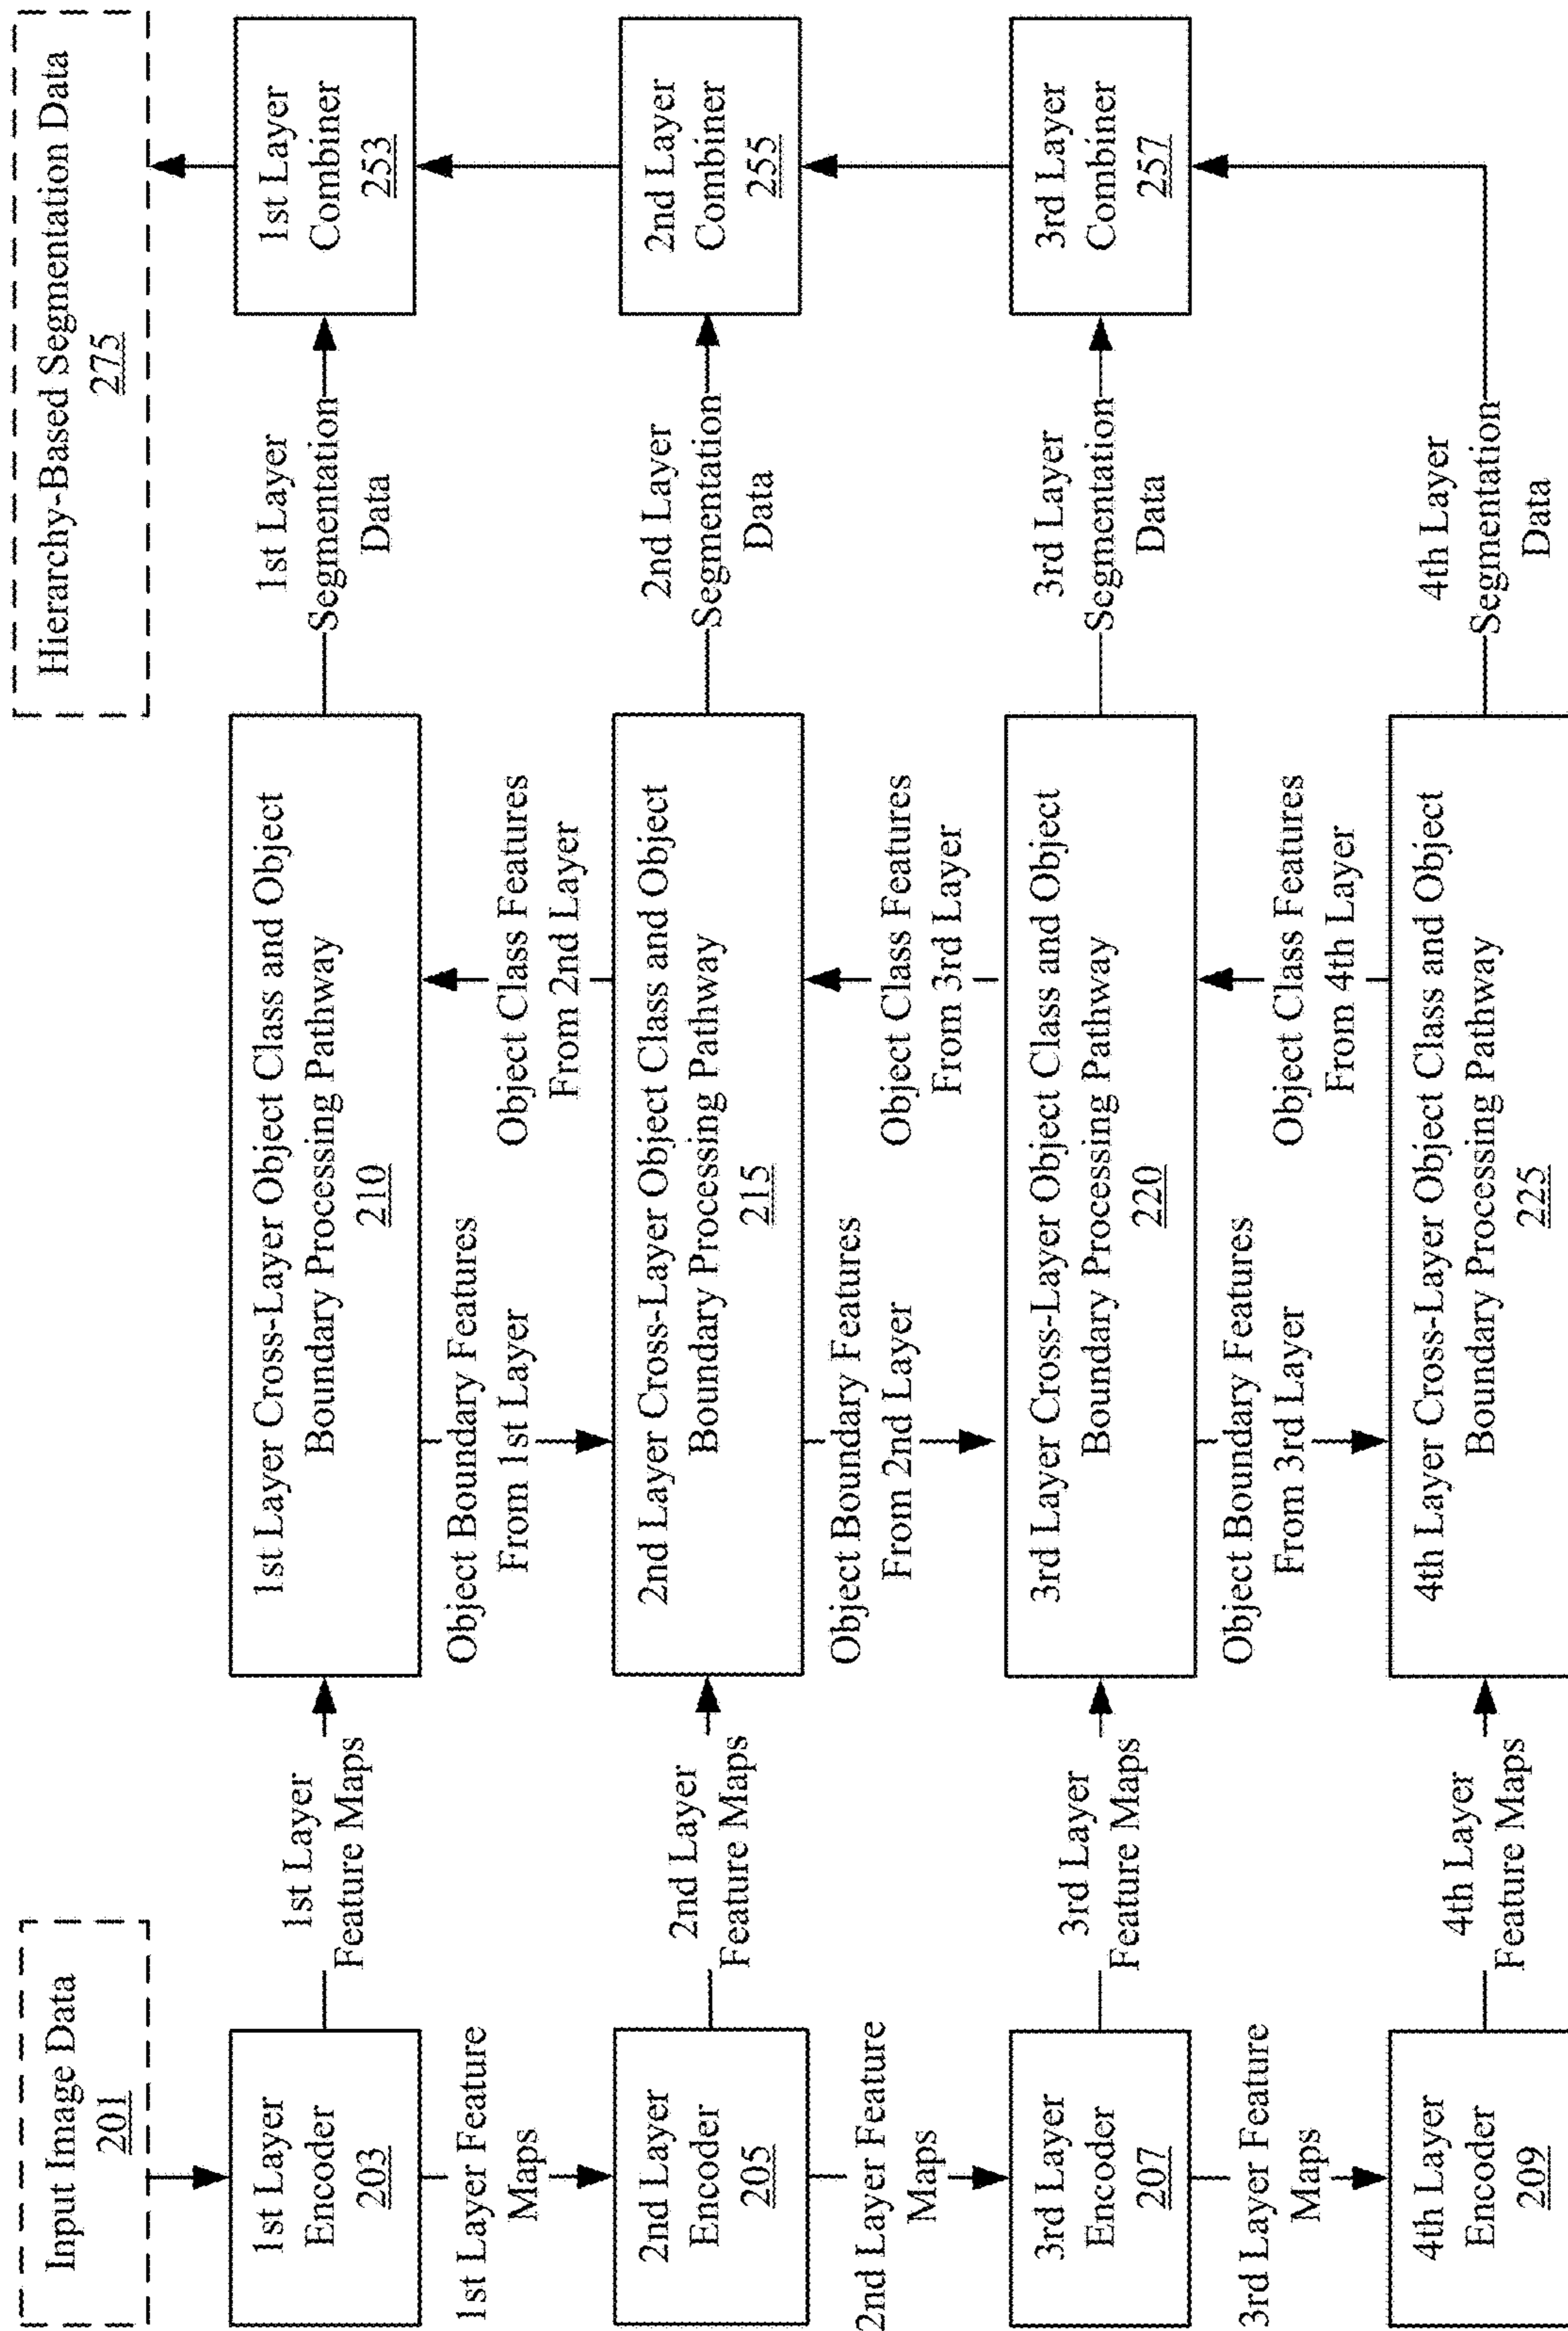 Input Image Data
201
Hierarchy-Based Segmentation Data
275
1st Layer
Encoder
203
1st Layer
Feature Maps
1st Layer Cross-Layer Object Class and Object
Boundary Processing Pathway
210
1st Layer
Segmentation
Data
1st Layer
Combiner
253
1st Layer Feature
Maps
Object Boundary Features
From 1st Layer
Object Class Features
From 2nd Layer
2nd Layer
Encoder
205
2nd Layer
Feature Maps
2nd Layer Cross-Layer Object Class and Object
Boundary Processing Pathway
215
2nd Layer
Segmentation
Data
2nd Layer
Combiner
255
2nd Layer Feature
Maps
Object Boundary Features
From 2nd Layer
Object Class Features
From 3rd Layer
3rd Layer
Encoder
207
3rd Layer
Feature Maps
3rd Layer Cross-Layer Object Class and Object
Boundary Processing Pathway
220
3rd Layer
Segmentation
Data
3rd Layer
Combiner
257
3rd Layer Feature
Maps
Object Boundary Features
From 3rd Layer
Object Class Features
From 4th Layer
4th Layer
Encoder
209
4th Layer
Feature Maps
4th Layer Cross-Layer Object Class and Object
Boundary Processing Pathway
225
4th Layer
Segmentation
Data